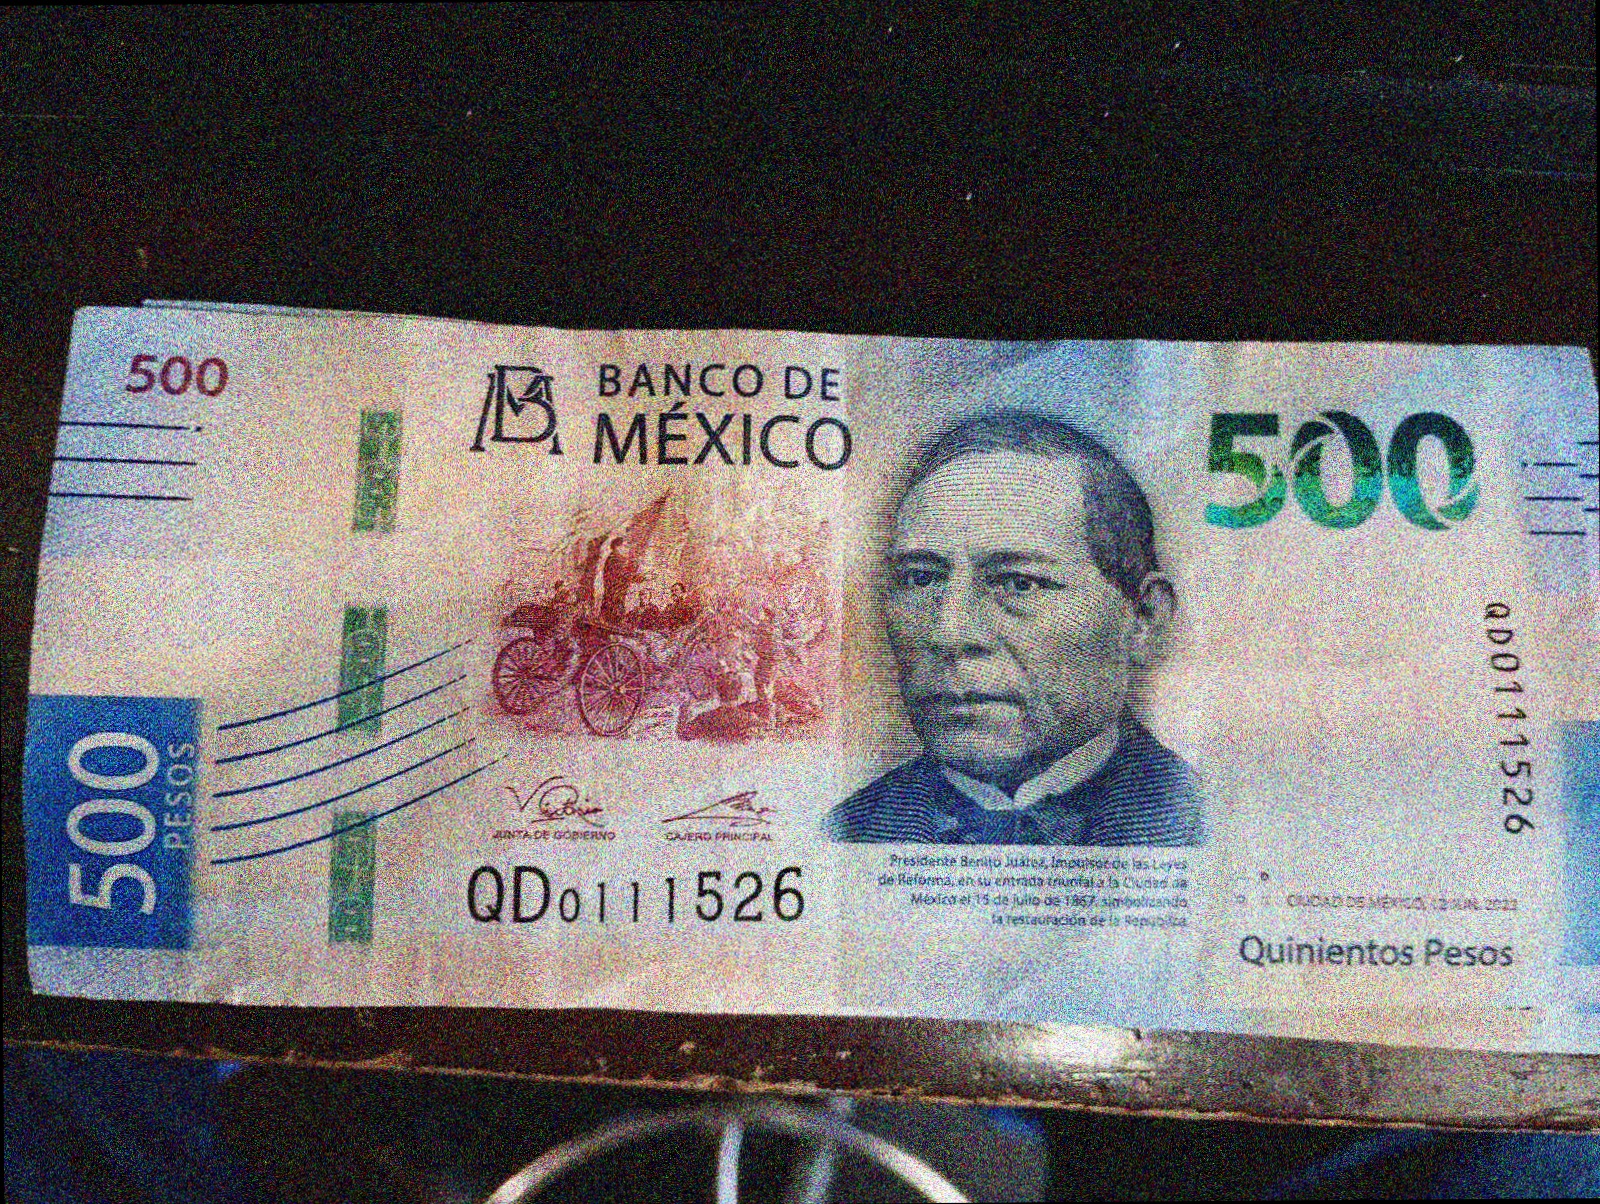 500
BANCO DE
MÉXICO
500
QD0111526
500
PESOS
JUNTA DE GOBIERNO
CAJERO PRINCIPAL
QD0111526
Presidente Benito Juárez, impulsor de las Leyes
de Reforma, en su entrada triunfal a la Ciudad de
México el 15 de julio de 1867, simbolizando
la restauración de la República
CIUDAD DE MÉXICO, 12 JUL. 2022
Quinientos Pesos